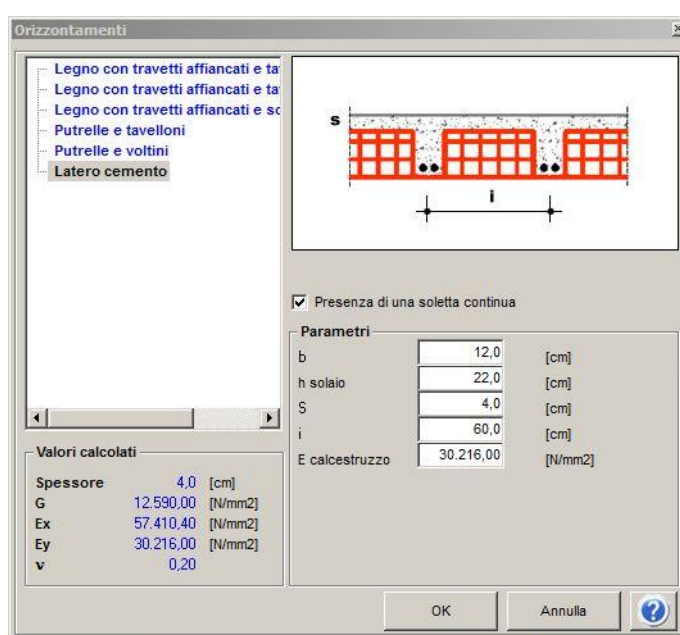 Orizzontamenti
Legno con travetti affiancati e ta
Legno con travetti affiancati e ta
Legno con travetti affiancati e so
Putrelle e tavelloni
Putrelle e voltini
Latero cemento
s
i
Presenza di una soletta continua
Parametri
b 12,0 [cm]
h solaio 22,0 [cm]
S 4,0 [cm]
i 60,0 [cm]
E calcestruzzo 30.216,00 [N/mm2]
Valori calcolati
Spessore 4,0 [cm]
G 12.590,00 [N/mm2]
Ex 57.410,40 [N/mm2]
Ey 30.216,00 [N/mm2]
ν 0,20
OK Annulla ?